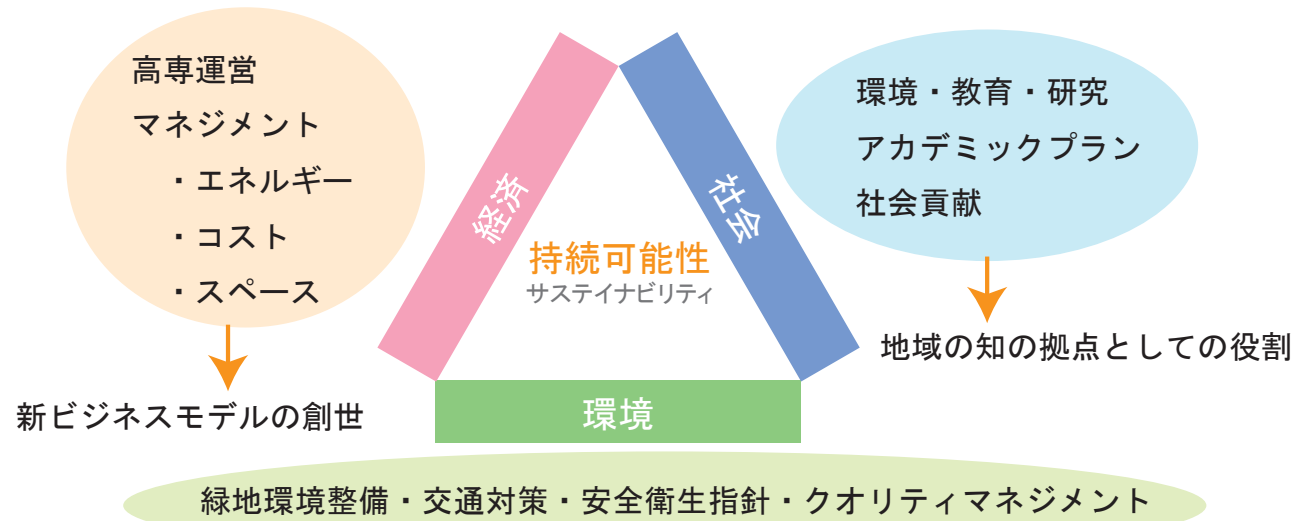 高専運営
マネジメント
・エネルギー
・コスト
・スペース
新ビジネスモデルの創世
経済
社会
持続可能性
サステイナビリティ
環境
環境・教育・研究
アカデミックプラン
社会貢献
地域の知の拠点としての役割
緑地環境整備・交通対策・安全衛生指針・クオリティマネジメント